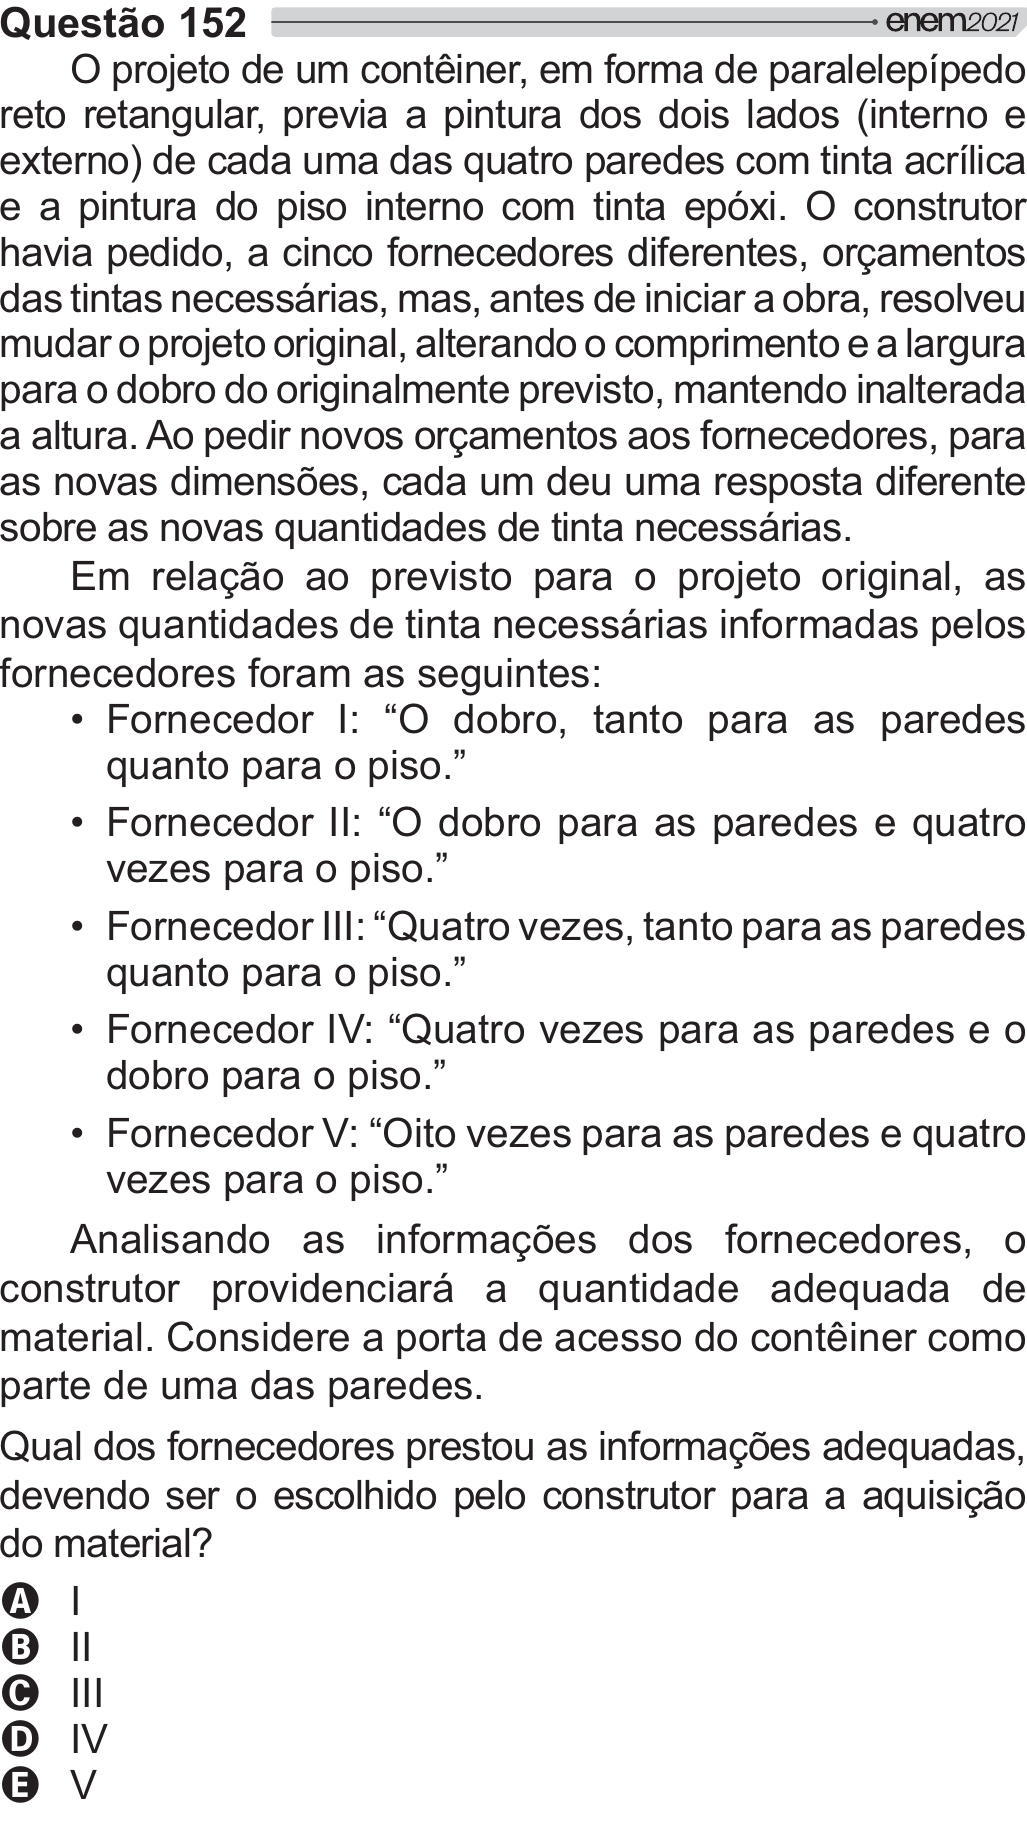 Questão 152 enem2021
O projeto de um contêiner, em forma de paralelepípedo
reto retangular, previa a pintura dos dois lados (interno e
externo) de cada uma das quatro paredes com tinta acrílica
e a pintura do piso interno com tinta epóxi. O construtor
havia pedido, a cinco fornecedores diferentes, orçamentos
das tintas necessárias, mas, antes de iniciar a obra, resolveu
mudar o projeto original, alterando o comprimento e a largura
para o dobro do originalmente previsto, mantendo inalterada
a altura. Ao pedir novos orçamentos aos fornecedores, para
as novas dimensões, cada um deu uma resposta diferente
sobre as novas quantidades de tinta necessárias.
Em relação ao previsto para o projeto original, as
novas quantidades de tinta necessárias informadas pelos
fornecedores foram as seguintes:
• Fornecedor I: “O dobro, tanto para as paredes
quanto para o piso.”
• Fornecedor II: “O dobro para as paredes e quatro
vezes para o piso.”
• Fornecedor III: “Quatro vezes, tanto para as paredes
quanto para o piso.”
• Fornecedor IV: “Quatro vezes para as paredes e o
dobro para o piso.”
• Fornecedor V: “Oito vezes para as paredes e quatro
vezes para o piso.”
Analisando as informações dos fornecedores, o
construtor providenciará a quantidade adequada de
material. Considere a porta de acesso do contêiner como
parte de uma das paredes.
Qual dos fornecedores prestou as informações adequadas,
devendo ser o escolhido pelo construtor para a aquisição
do material?
A I
B II
C III
D IV
E V